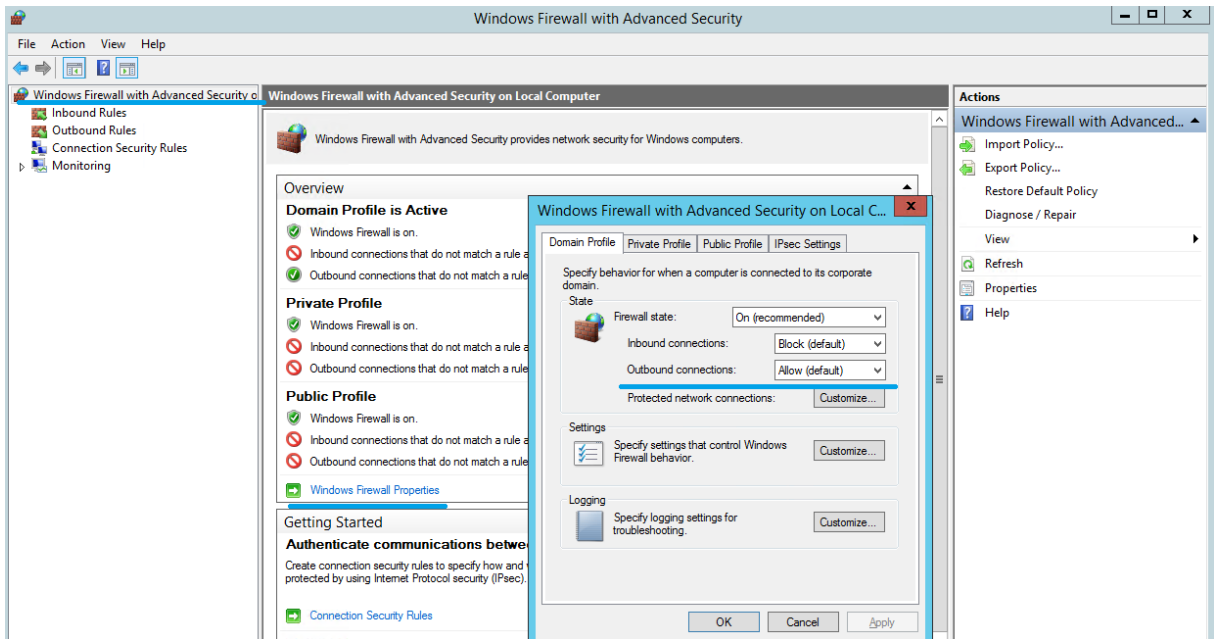 Windows Firewall with Advanced Security
File Action View Help
Windows Firewall with Advanced Security o
Inbound Rules
Outbound Rules
Connection Security Rules
Monitoring
Windows Firewall with Advanced Security on Local Computer
Windows Firewall with Advanced Security provides network security for Windows computers.
Overview
Domain Profile is Active
Windows Firewall is on.
Inbound connections that do not match a rule a
Outbound connections that do not match a rule
Private Profile
Windows Firewall is on.
Inbound connections that do not match a rule a
Outbound connections that do not match a rule
Public Profile
Windows Firewall is on.
Inbound connections that do not match a rule a
Outbound connections that do not match a rule
Windows Firewall Properties
Getting Started
Authenticate communications betwe
Create connection security rules to specify how and
protected by using Internet Protocol security (IPsec).
Connection Security Rules
Windows Firewall with Advanced Security on Local C...
Domain Profile Private Profile Public Profile IPsec Settings
Specify behavior for when a computer is connected to its corporate
domain.
State
Firewall state: On (recommended)
Inbound connections: Block (default)
Outbound connections: Allow (default)
Protected network connections: Customize...
Settings
Specify settings that control Windows
Firewall behavior.
Customize...
Logging
Specify logging settings for
troubleshooting.
Customize...
OK Cancel Apply
Actions
Windows Firewall with Advanced...
Import Policy...
Export Policy...
Restore Default Policy
Diagnose / Repair
View
Refresh
Properties
Help